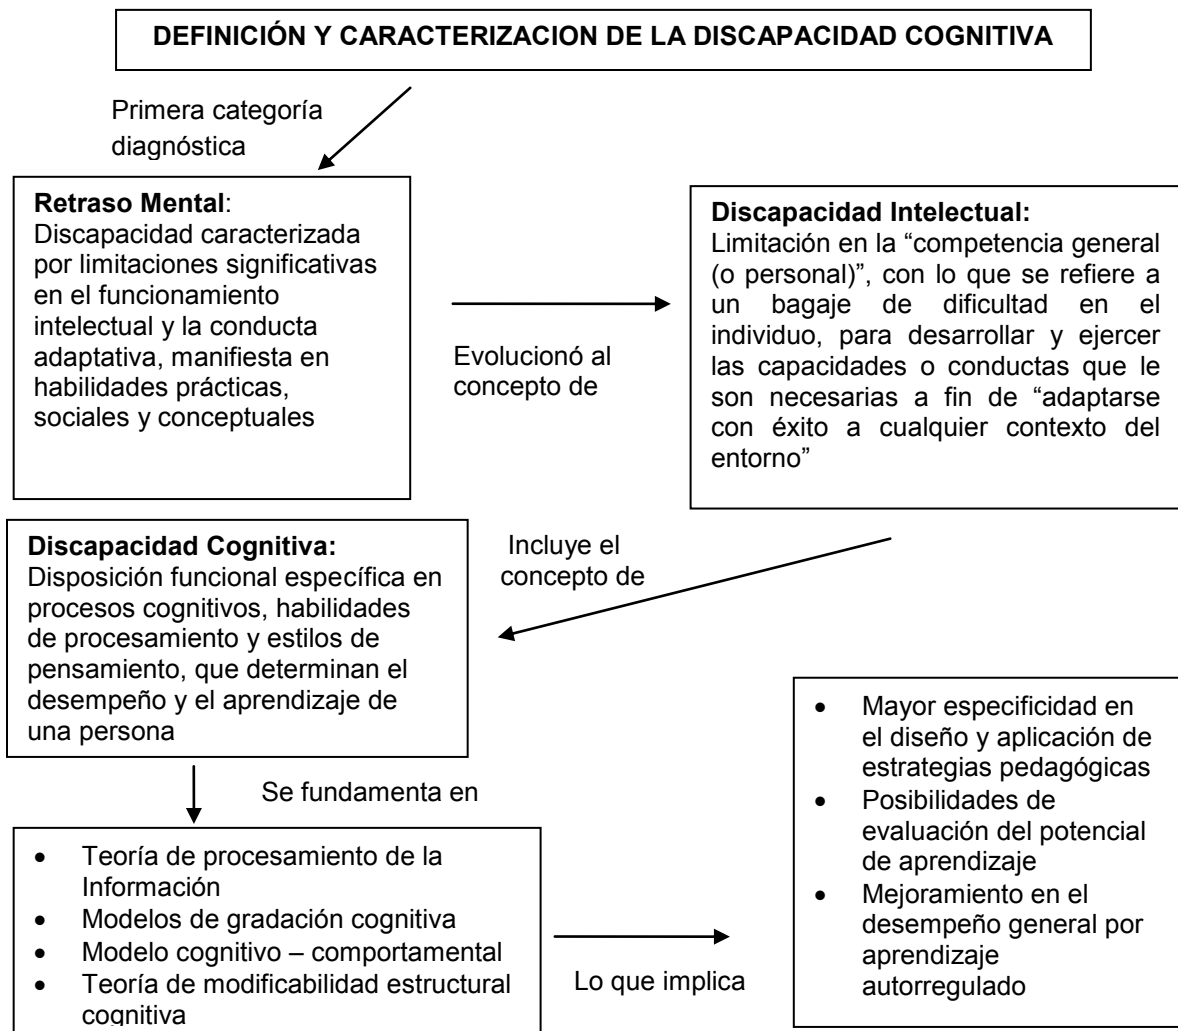 DEFINICIÓN Y CARACTERIZACION DE LA DISCAPACIDAD COGNITIVA
Primera categoría
diagnóstica
Retraso Mental:
Discapacidad caracterizada
por limitaciones significativas
en el funcionamiento
intelectual y la conducta
adaptativa, manifiesta en
habilidades prácticas,
sociales y conceptuales
Evolucionó al
concepto de
Discapacidad Intelectual:
Limitación en la “competencia general
(o personal)”, con lo que se refiere a
un bagaje de dificultad en el
individuo, para desarrollar y ejercer
las capacidades o conductas que le
son necesarias a fin de “adaptarse
con éxito a cualquier contexto del
entorno”
Incluye el
concepto de
Discapacidad Cognitiva:
Disposición funcional específica en
procesos cognitivos, habilidades
de procesamiento y estilos de
pensamiento, que determinan el
desempeño y el aprendizaje de
una persona
Se fundamenta en
• Teoría de procesamiento de la
Información
• Modelos de gradación cognitiva
• Modelo cognitivo – comportamental
• Teoría de modificabilidad estructural
cognitiva
Lo que implica
• Mayor especificidad en
el diseño y aplicación de
estrategias pedagógicas
• Posibilidades de
evaluación del potencial
de aprendizaje
• Mejoramiento en el
desempeño general por
aprendizaje
autorregulado